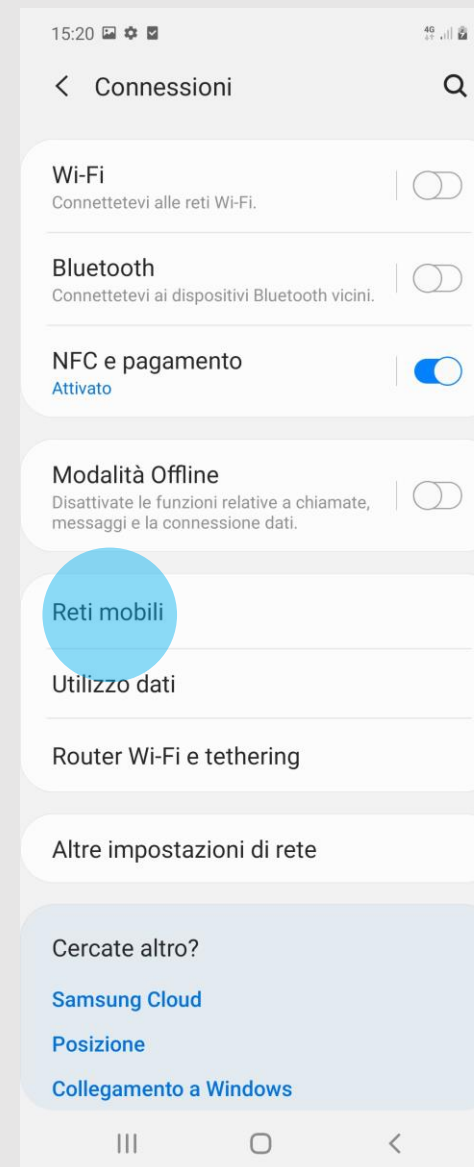 15:20
4G
Connessioni
Wi-Fi
Connettetevi alle reti Wi-Fi.
Bluetooth
Connettetevi ai dispositivi Bluetooth vicini.
NFC e pagamento
Attivato
Modalità Offline
Disattivate le funzioni relative a chiamate,
messaggi e la connessione dati.
Reti mobili
Utilizzo dati
Router Wi-Fi e tethering
Altre impostazioni di rete
Cercate altro?
Samsung Cloud
Posizione
Collegamento a Windows